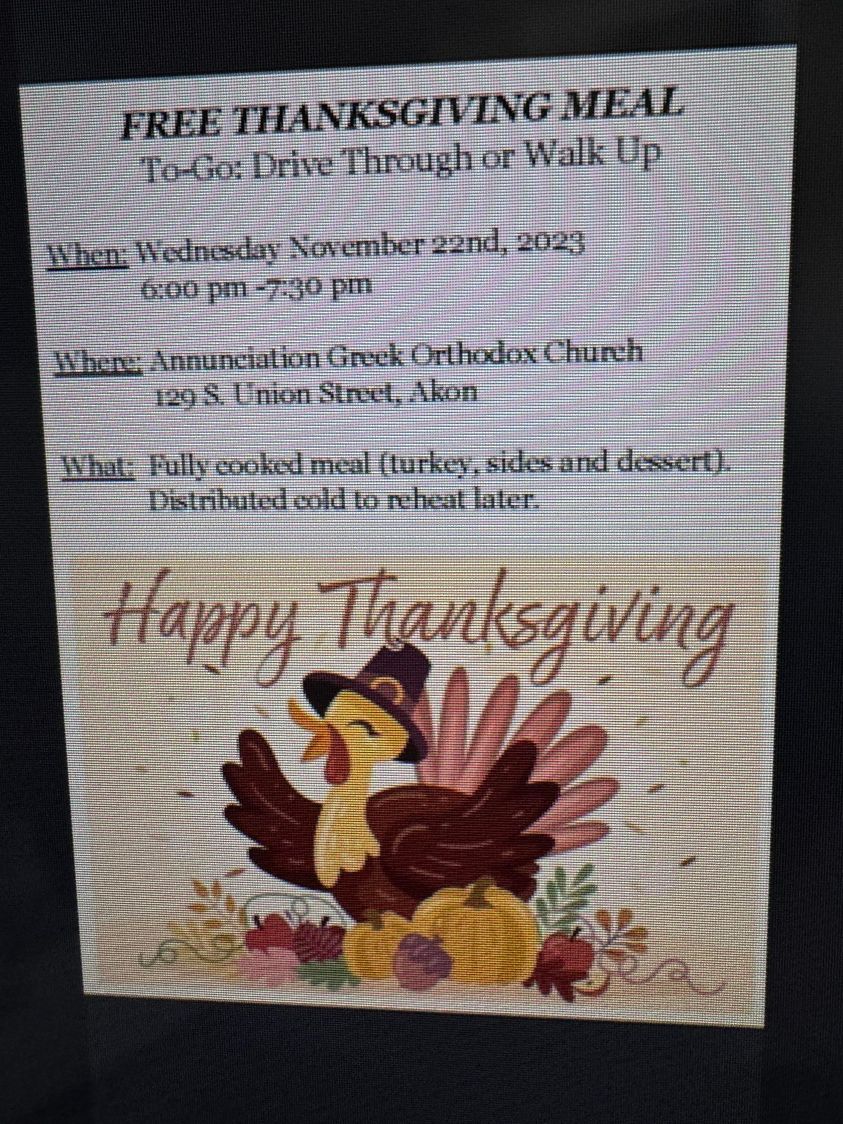 FREE THANKSGIVING MEAL
To-Go: Drive Through or Walk Up
When: Wednesday November 22nd, 2023
6:00 pm -7:30 pm
Where: Annunciation Greek Orthodox Church
129 S. Union Street, Akon
What: Fully cooked meal (turkey, sides and dessert).
Distributed cold to reheat later.
Happy Thanksgiving